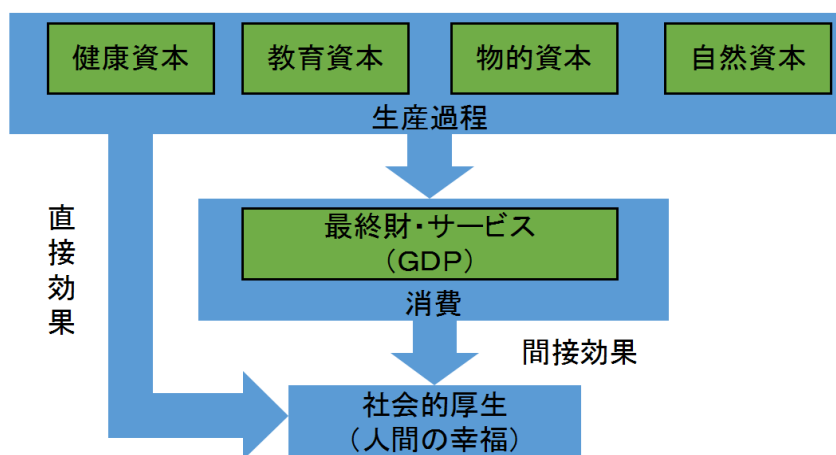 健康資本
教育資本
物的資本
自然資本
生産過程
直接効果
最終財・サービス
（ＧＤＰ）
消費
間接効果
社会的厚生
（人間の幸福）